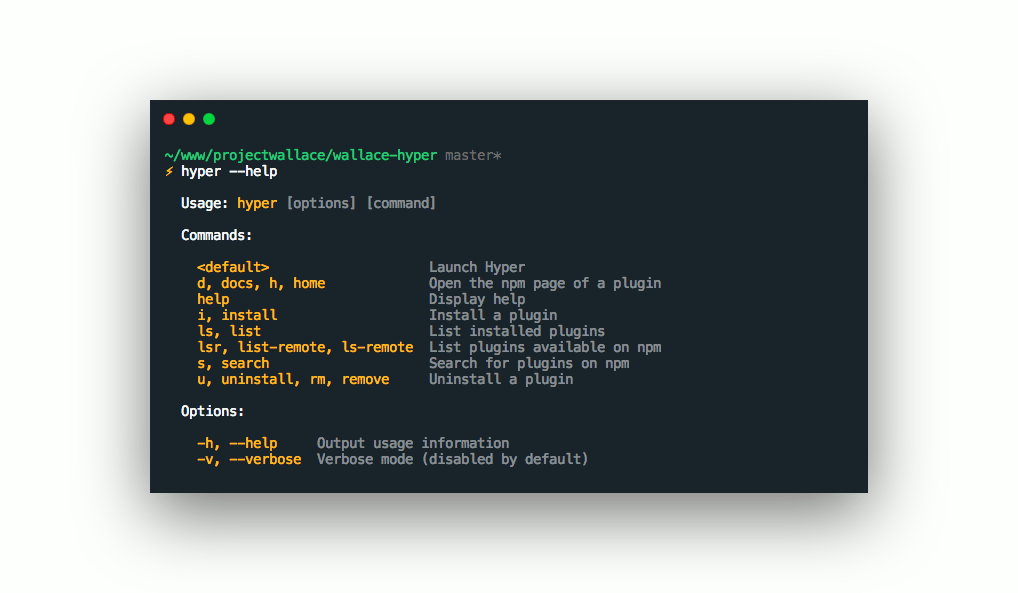 ~/www/projectwallace/wallace-hyper master*
⚡ hyper --help
Usage: hyper [options] [command]
Commands:
<default> Launch Hyper
d, docs, h, home Open the npm page of a plugin
help Display help
i, install Install a plugin
ls, list List installed plugins
lsr, list-remote, ls-remote List plugins available on npm
s, search Search for plugins on npm
u, uninstall, rm, remove Uninstall a plugin
Options:
-h, --help Output usage information
-v, --verbose Verbose mode (disabled by default)